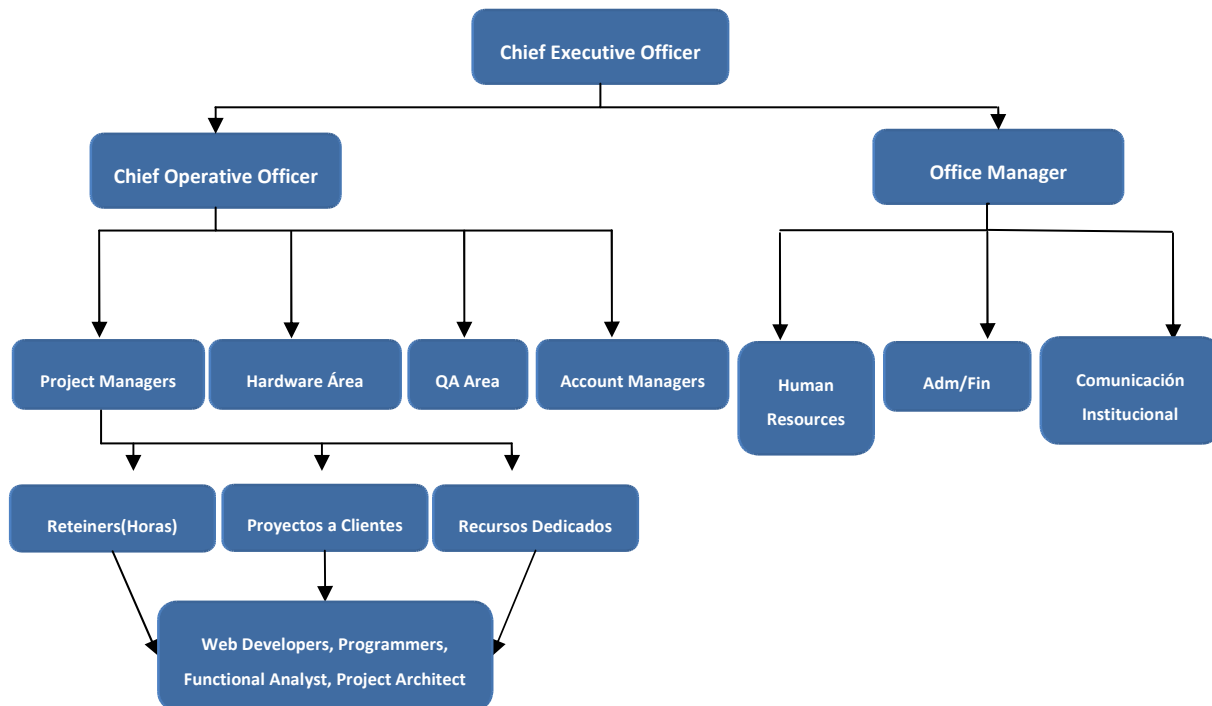 Chief Executive Officer
Chief Operative Officer
Office Manager
Project Managers
Hardware Área
QA Area
Account Managers
Human
Resources
Adm/Fin
Comunicación
Institucional
Reteiners(Horas)
Proyectos a Clientes
Recursos Dedicados
Web Developers, Programmers,
Functional Analyst, Project Architect